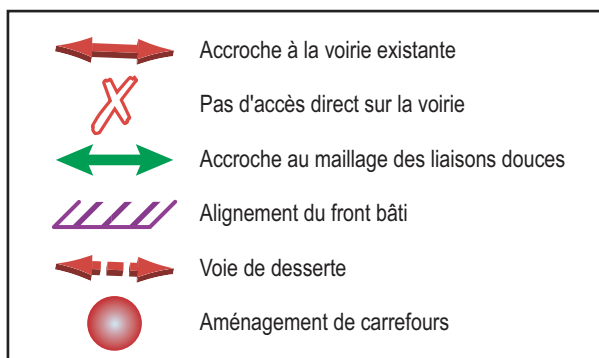 Accroche à la voirie existante
Pas d'accès direct sur la voirie
Accroche au maillage des liaisons douces
Alignement du front bâti
Voie de desserte
Aménagement de carrefours